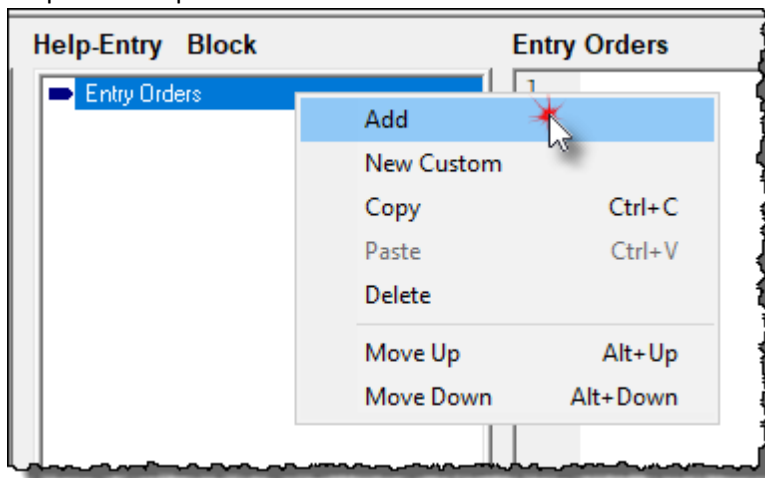 Help-Entry Block
Entry Orders
Entry Orders
1
Add
New Custom
Copy Ctrl+C
Paste Ctrl+V
Delete
Move Up Alt+Up
Move Down Alt+Down